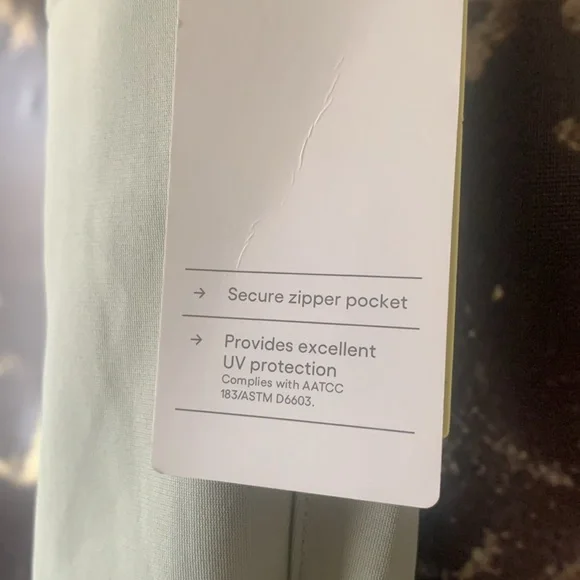 → Secure zipper pocket
→ Provides excellent
UV protection
Complies with AATCC
183/ASTM D6603.